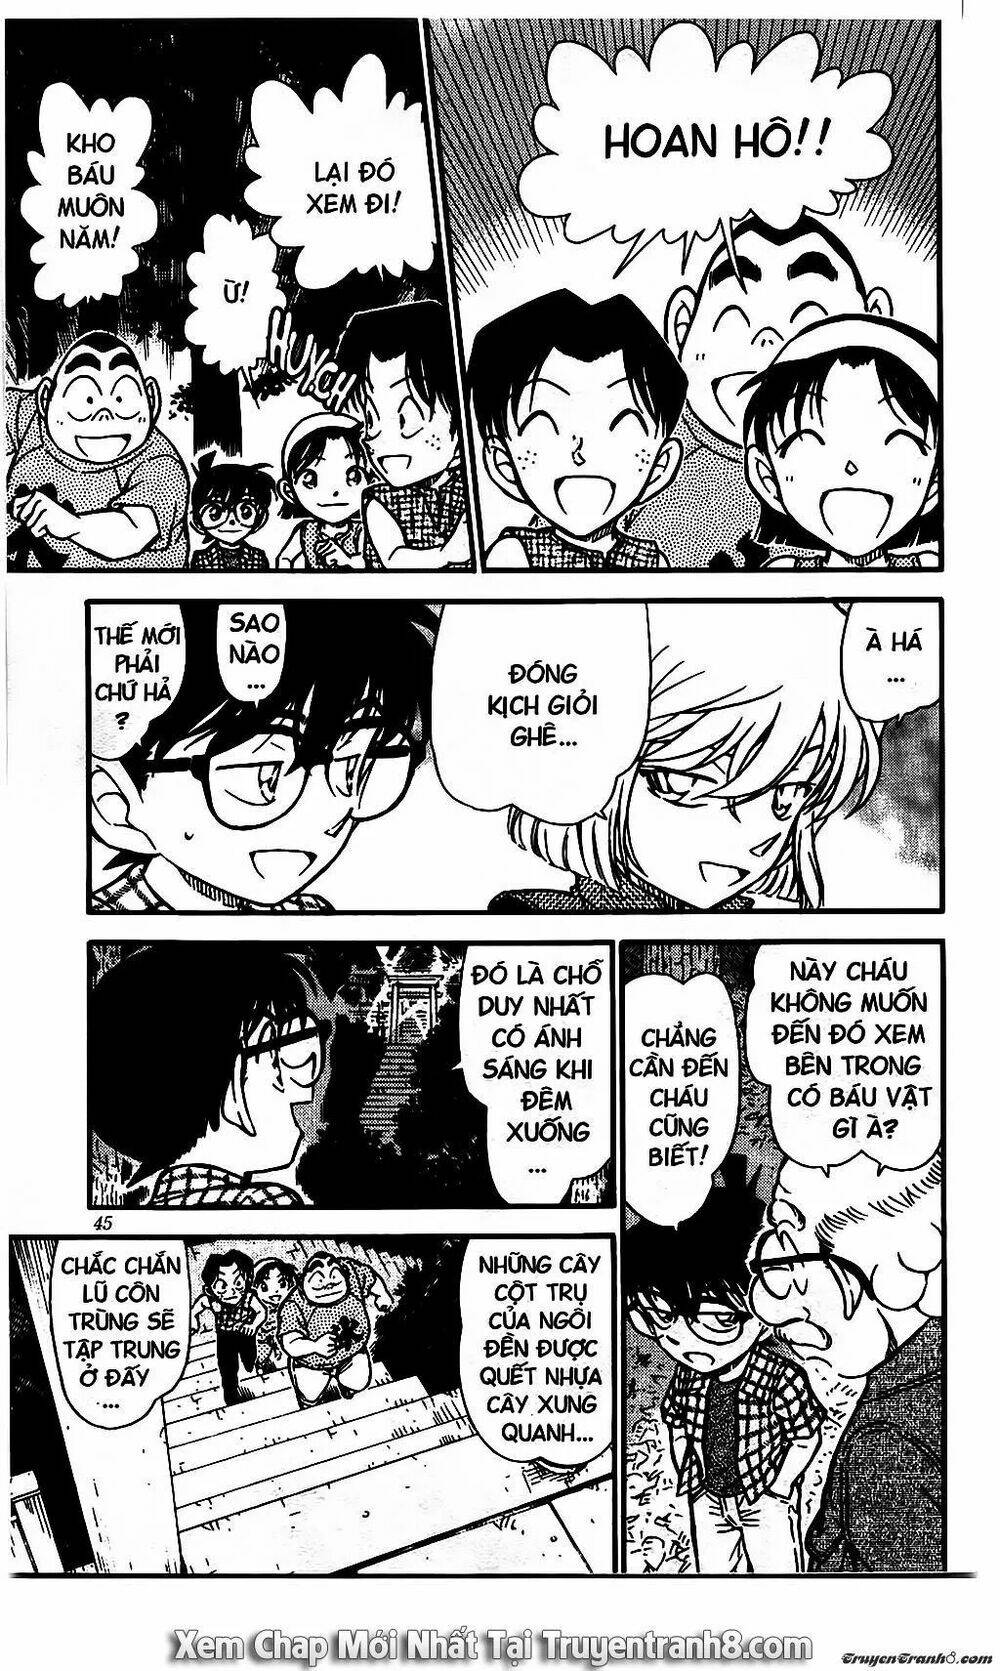 HOAN HÔ!!
LẠI ĐÓ
XEM ĐI!
Ừ!
KHO
BÁU
MUÔN
NĂM!
HUỴCH
À HÁ
...
ĐÓNG
KỊCH GIỎI
GHÊ...
SAO
NÀO
...
THẾ MỚI
PHẢI
CHỨ HẢ
?
NÀY CHÁU
KHÔNG MUỐN
ĐẾN ĐÓ XEM
BÊN TRONG
CÓ BÁU VẬT
GÌ À?
CHẲNG
CẦN ĐẾN
CHÁU
CŨNG
BIẾT!
ĐÓ LÀ CHỖ
DUY NHẤT
CÓ ÁNH
SÁNG KHI
ĐÊM
XUỐNG
...
45
NHỮNG CÂY
CỘT TRỤ
CỦA NGÔI
ĐỀN ĐƯỢC
QUẾT NHỰA
CÂY XUNG
QUANH...
CHẮC CHẮN
LŨ CÔN
TRÙNG SẼ
TẬP TRUNG
Ở ĐẤY
...
Xem Chap Mới Nhất Tại Truyentranh8.com
TruyenTranh8.com